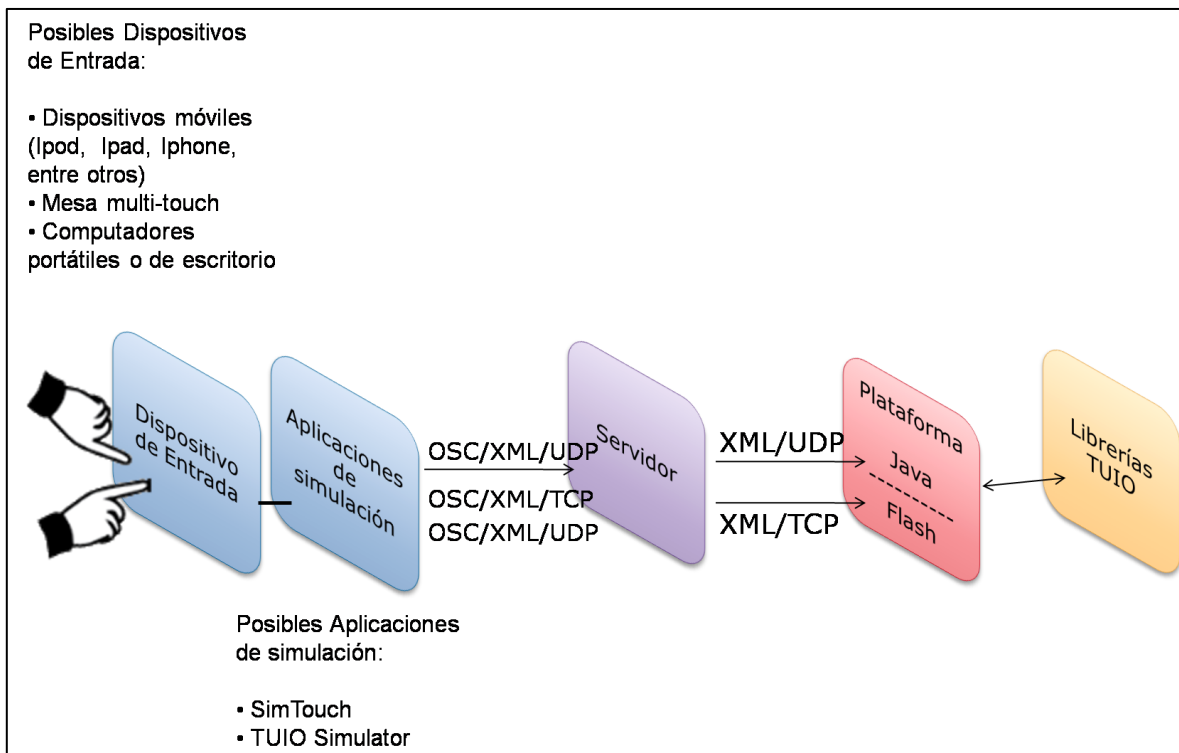 Posibles Dispositivos
de Entrada:
• Dispositivos móviles
(Ipod, Ipad, Iphone,
entre otros)
• Mesa multi-touch
• Computadores
portátiles o de escritorio
Dispositivo
de Entrada
Aplicaciones
de
simulación
OSC/XML/UDP
OSC/XML/TCP
OSC/XML/UDP
Servidor
XML/UDP
XML/TCP
Plataforma
Java
Flash
Librerías
TUIO
Posibles Aplicaciones
de simulación:
• SimTouch
• TUIO Simulator